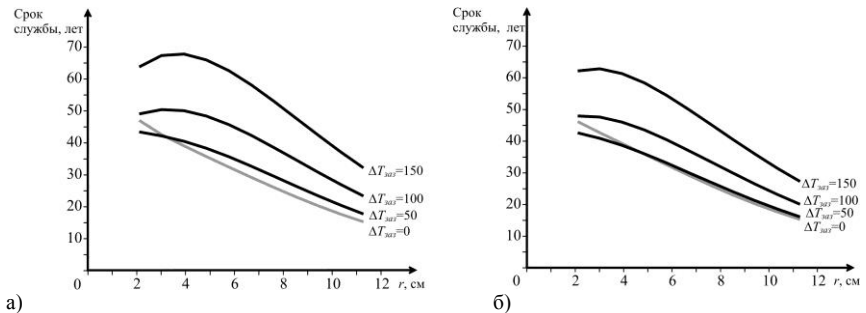 Срок
службы, лет
70
60
50
40
30
20
10
0
2
4
6
8
10
12
r, см
ΔTзаз=150
ΔTзаз=100
ΔTзаз=50
ΔTзаз=0
а)
Срок
службы, лет
70
60
50
40
30
20
10
0
2
4
6
8
10
12
r, см
ΔTзаз=150
ΔTзаз=100
ΔTзаз=50
ΔTзаз=0
б)